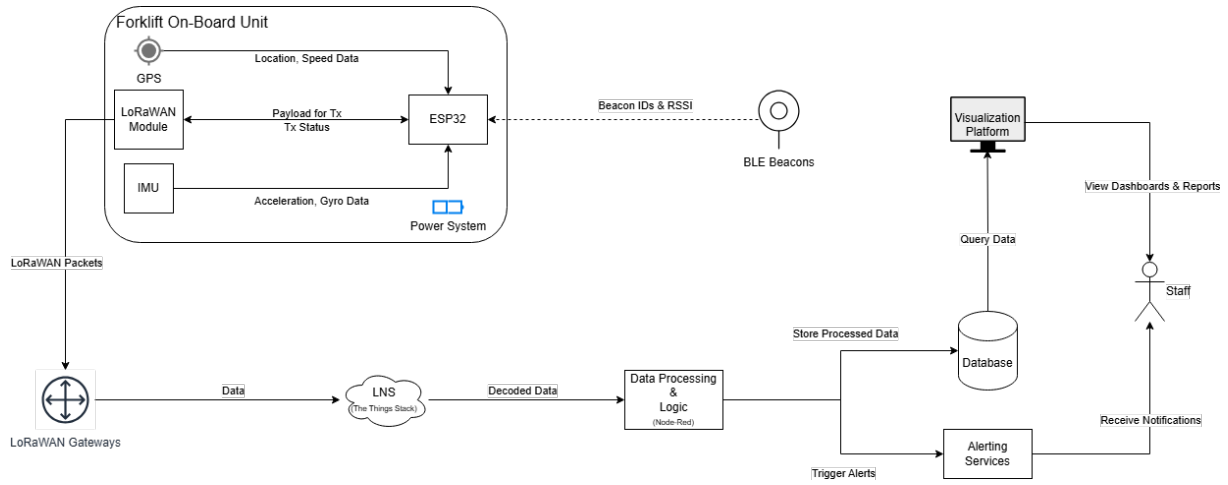 Forklift On-Board Unit
GPS
Location, Speed Data
LoRaWAN
Module
Payload for Tx
Tx Status
ESP32
IMU
Acceleration, Gyro Data
Power System
Beacon IDs & RSSI
BLE Beacons
Visualization
Platform
View Dashboards & Reports
LoRaWAN Packets
Query Data
Staff
Store Processed Data
Database
LoRaWAN Gateways
Data
LNS
(The Things Stack)
Decoded Data
Data Processing
&
Logic
(Node-Red)
Trigger Alerts
Alerting
Services
Receive Notifications